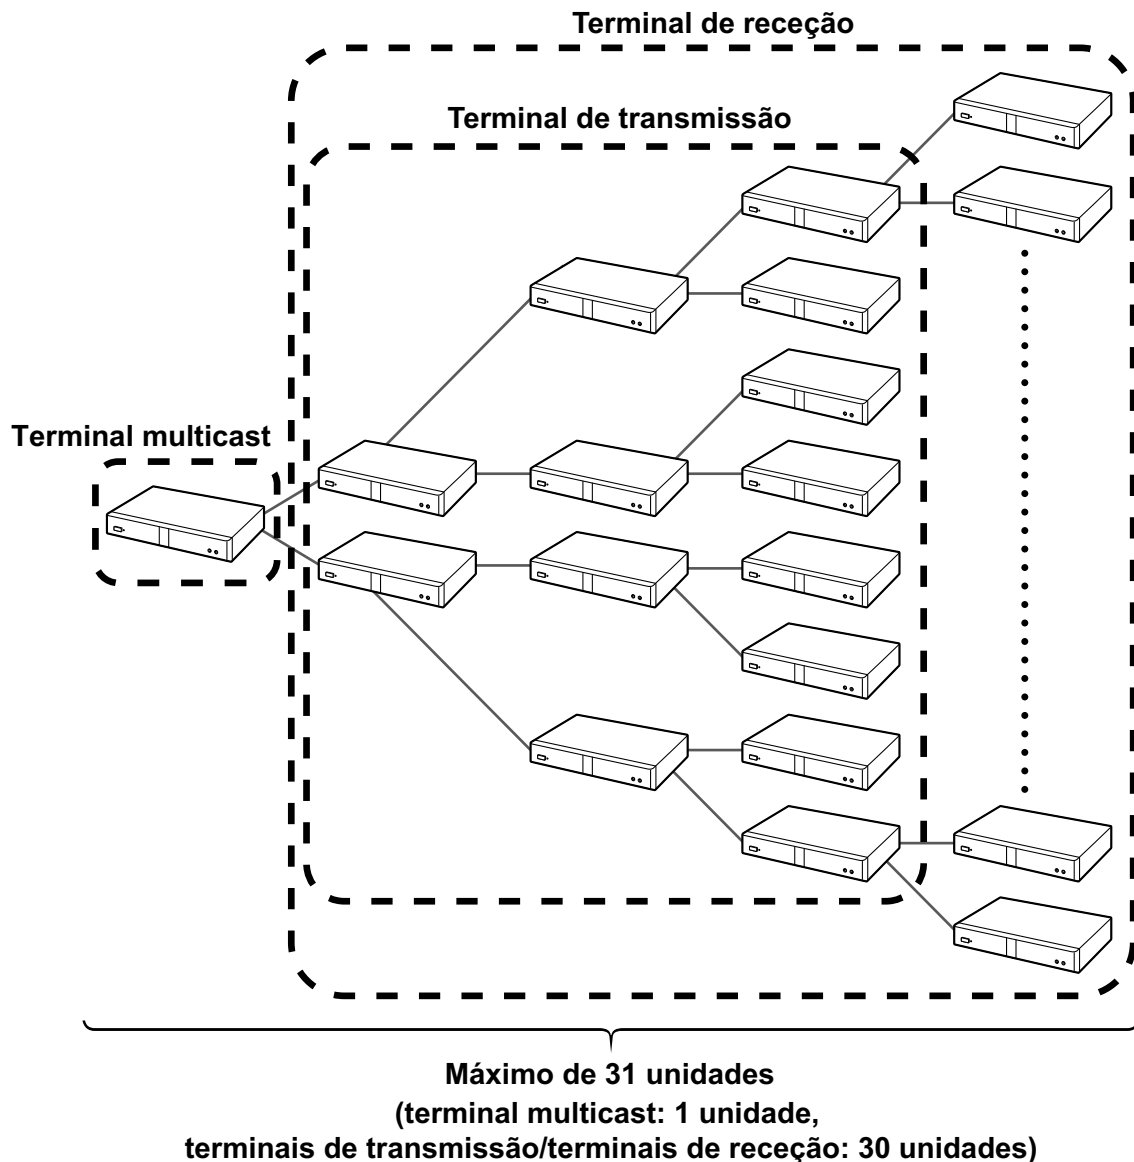 Terminal de receção
Terminal de transmissão
Terminal multicast
Máximo de 31 unidades
(terminal multicast: 1 unidade,
terminais de transmissão/terminais de receção: 30 unidades)